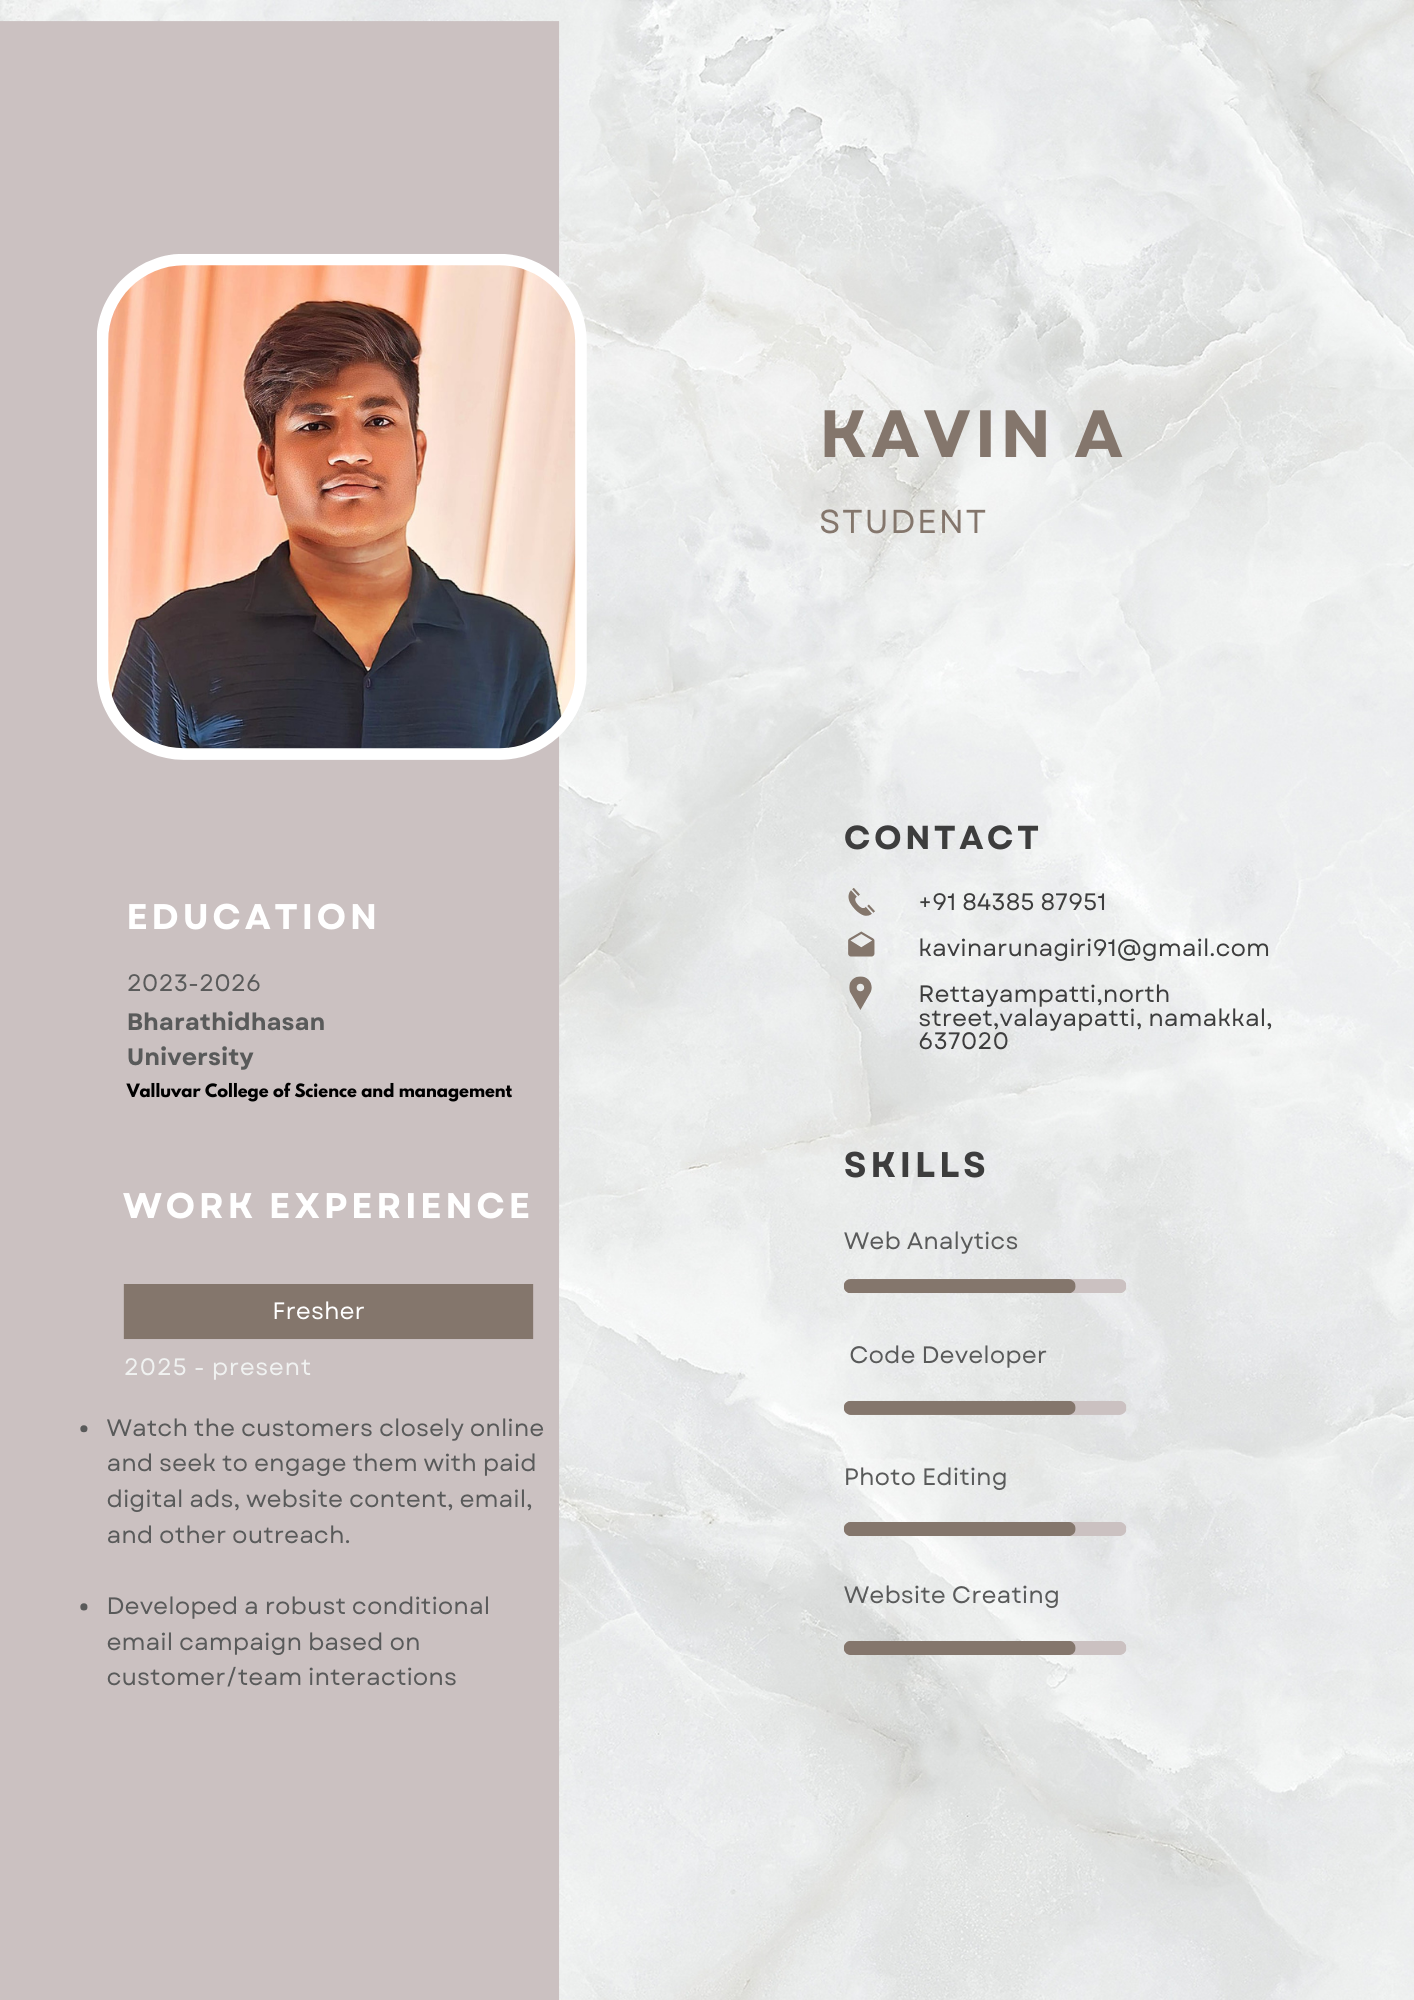 KAVIN A
STUDENT
EDUCATION
2023-2026
Bharathidhasan
University
Valluvar College of Science and management
WORK EXPERIENCE
Fresher
2025 - present
• Watch the customers closely online
and seek to engage them with paid
digital ads, website content, email,
and other outreach.
• Developed a robust conditional
email campaign based on
customer/team interactions
CONTACT
+91 84385 87951
kavinarunagiri91@gmail.com
Rettayampatti,north
street,valayapatti, namakkal,
637020
SKILLS
Web Analytics
Code Developer
Photo Editing
Website Creating